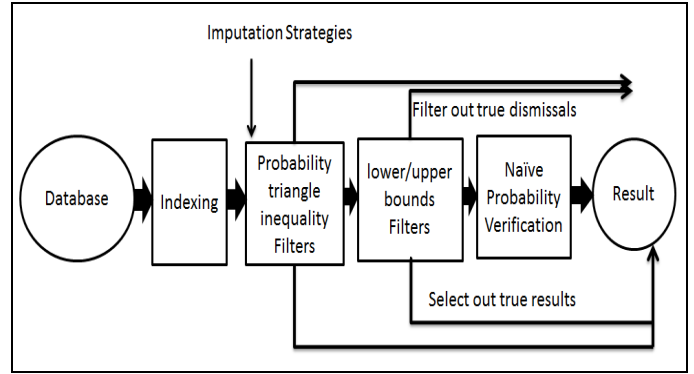 Imputation Strategies
Filter out true dismissals
Database
Indexing
Probability
triangle
inequality
Filters
lower/upper
bounds
Filters
Naïve
Probability
Verification
Result
Select out true results